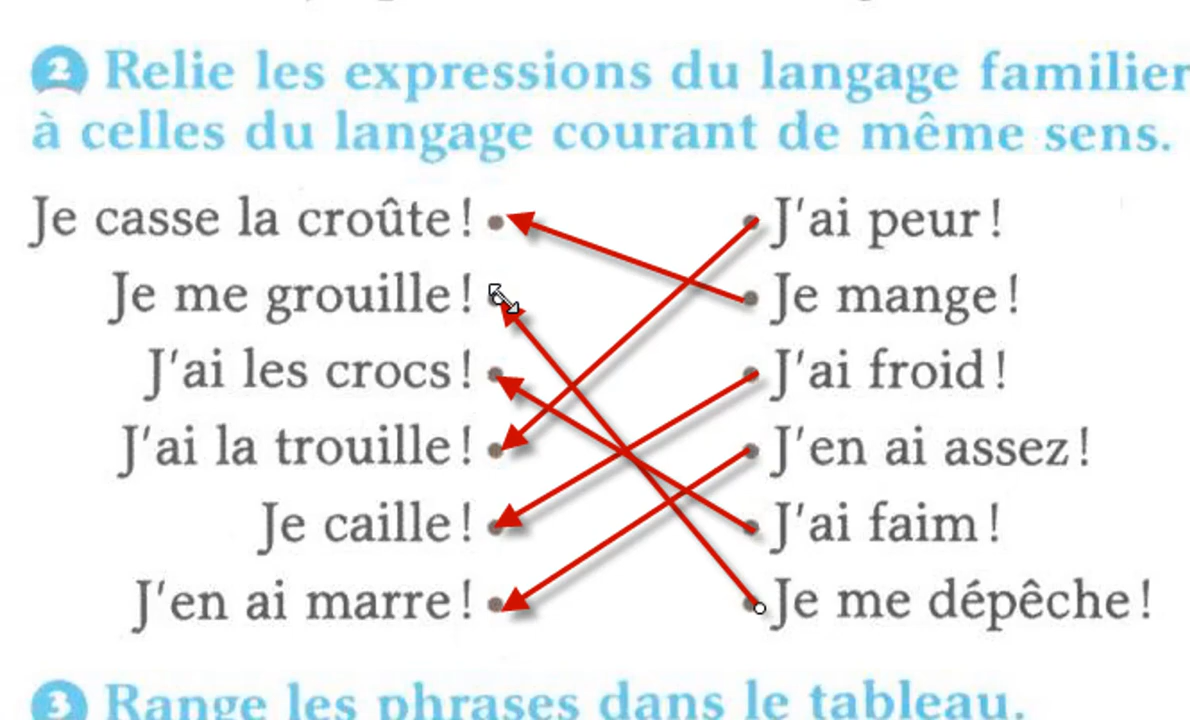 2 Relie les expressions du langage familier
à celles du langage courant de même sens.
Je casse la croûte ! J'ai peur !
Je me grouille ! Je mange !
J'ai les crocs ! J'ai froid !
J'ai la trouille ! J'en ai assez !
Je caille ! J'ai faim !
J'en ai marre ! Je me dépêche !
3 Range les phrases dans le tableau.